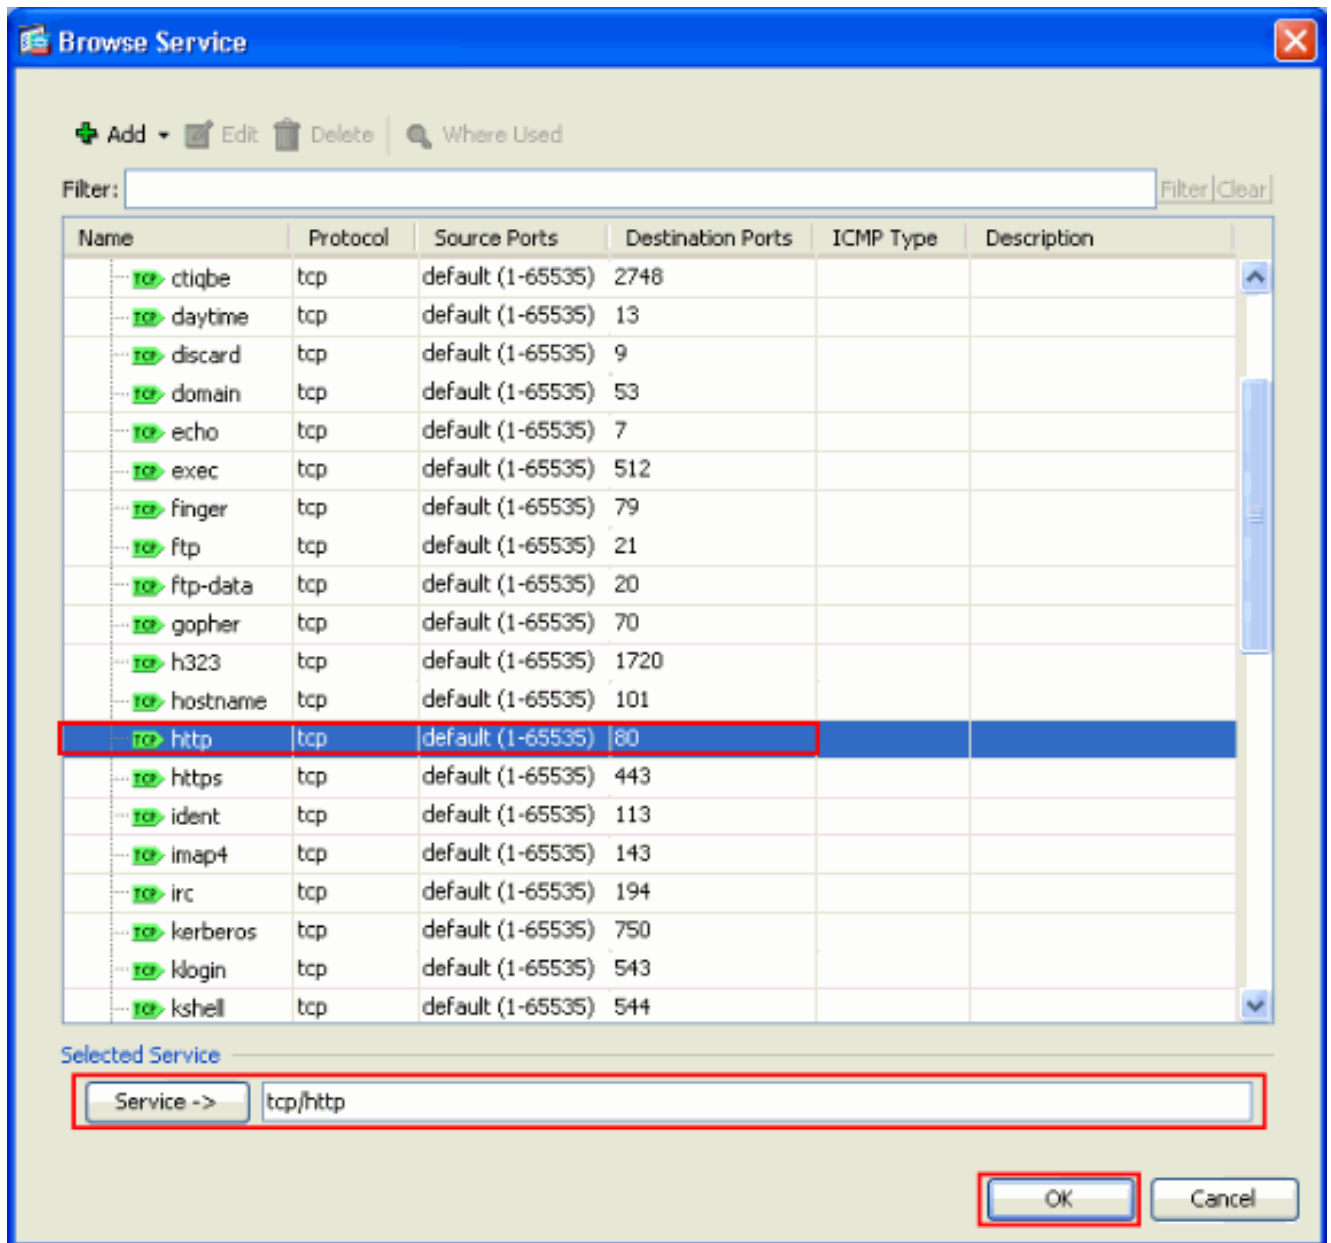 Browse Service
Add Edit Delete Where Used
Filter: Filter Clear
Name Protocol Source Ports Destination Ports ICMP Type Description
TCP ctiqbe tcp default (1-65535) 2748
TCP daytime tcp default (1-65535) 13
TCP discard tcp default (1-65535) 9
TCP domain tcp default (1-65535) 53
TCP echo tcp default (1-65535) 7
TCP exec tcp default (1-65535) 512
TCP finger tcp default (1-65535) 79
TCP ftp tcp default (1-65535) 21
TCP ftp-data tcp default (1-65535) 20
TCP gopher tcp default (1-65535) 70
TCP h323 tcp default (1-65535) 1720
TCP hostname tcp default (1-65535) 101
TCP http tcp default (1-65535) 80
TCP https tcp default (1-65535) 443
TCP ident tcp default (1-65535) 113
TCP imap4 tcp default (1-65535) 143
TCP irc tcp default (1-65535) 194
TCP kerberos tcp default (1-65535) 750
TCP klogin tcp default (1-65535) 543
TCP kshell tcp default (1-65535) 544
Selected Service
Service -> tcp/http
OK Cancel